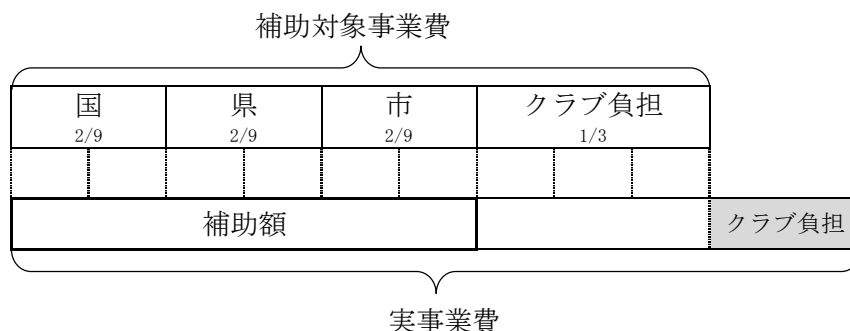 補助対象事業費
国 県 市 クラブ負担
2/9 2/9 2/9 1/3
補助額 クラブ負担
実事業費